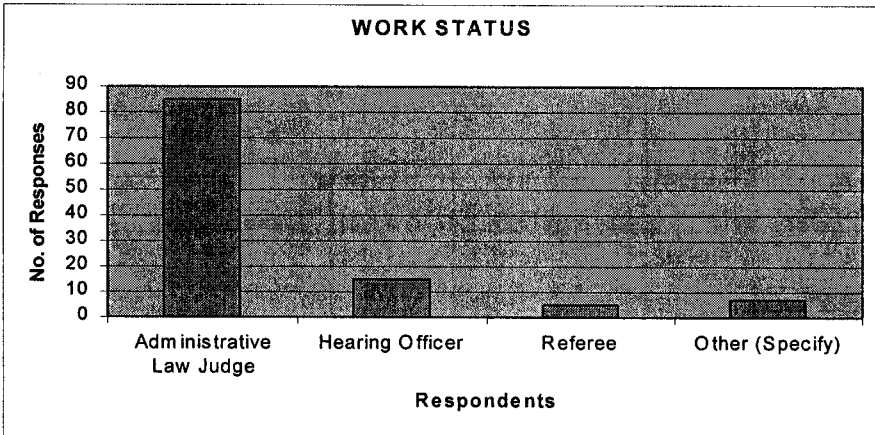 WORK STATUS
No. of Responses
90
80
70
60
50
40
30
20
10
0
Administrative Law Judge
Hearing Officer
Referee
Other (Specify)
Respondents